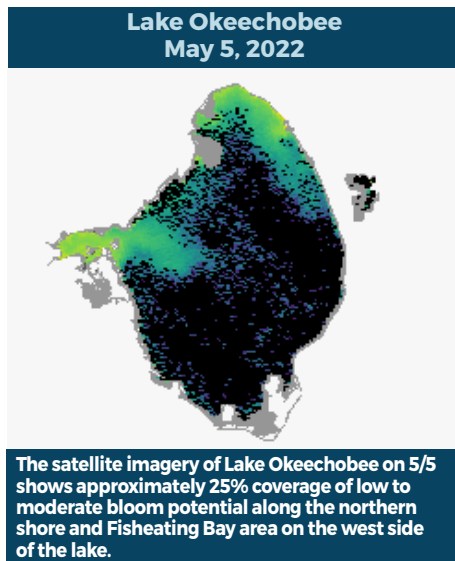 Lake Okeechobee
May 5, 2022
The satellite imagery of Lake Okeechobee on 5/5
shows approximately 25% coverage of low to
moderate bloom potential along the northern
shore and Fisheating Bay area on the west side
of the lake.